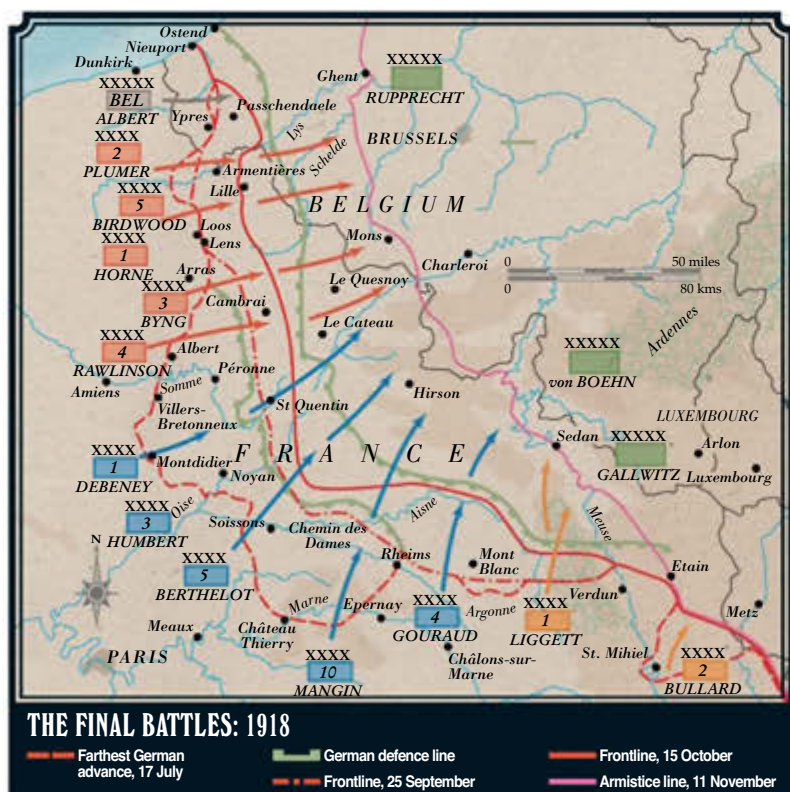 Ostend
Nieuport
Dunkirk
XXXXX
BEL
ALBERT
Ghent
XXXXX
RUPPRECHT
Passchendaele
Ypres
Lys
Schelde
BRUSSELS
XXXX
2
PLUMER
Armentières
Lille
XXXX
5
BIRDWOOD
BELGIUM
Loos
Lens
Mons
XXXX
1
HORNE
Charleroi
0 50 miles
0 80 kms
Arras
XXXX
3
BYNG
Cambrai
Le Quesnoy
Le Cateau
XXXX
4
RAWLINSON
Albert
Ardennes
XXXXX
von BOEHN
Amiens
Somme
Péronne
Villers-
Bretonneux
St Quentin
Hirson
LUXEMBOURG
Sedan
XXXXX
GALLWITZ
Arlon
Luxembourg
FRANCE
XXXX
1
DEBENEY
Montdidier
Noyan
XXXX
3
HUMBERT
Oise
Soissons
Chemin des
Dames
Aisne
Meuse
XXXX
5
BERTHELOT
Rheims
Mont
Blanc
Etain
Verdun
N
Marne
Epernay
XXXX
4
GOURAUD
Argonne
XXXX
1
LIGGETT
Metz
Meaux
Château
Thierry
PARIS
XXXX
10
MANGIN
Châlons-sur-
Marne
St. Mihiel
XXXX
2
BULLARD
THE FINAL BATTLES: 1918
Farthest German
advance, 17 July
German defence line
Frontline, 25 September
Frontline, 15 October
Armistice line, 11 November